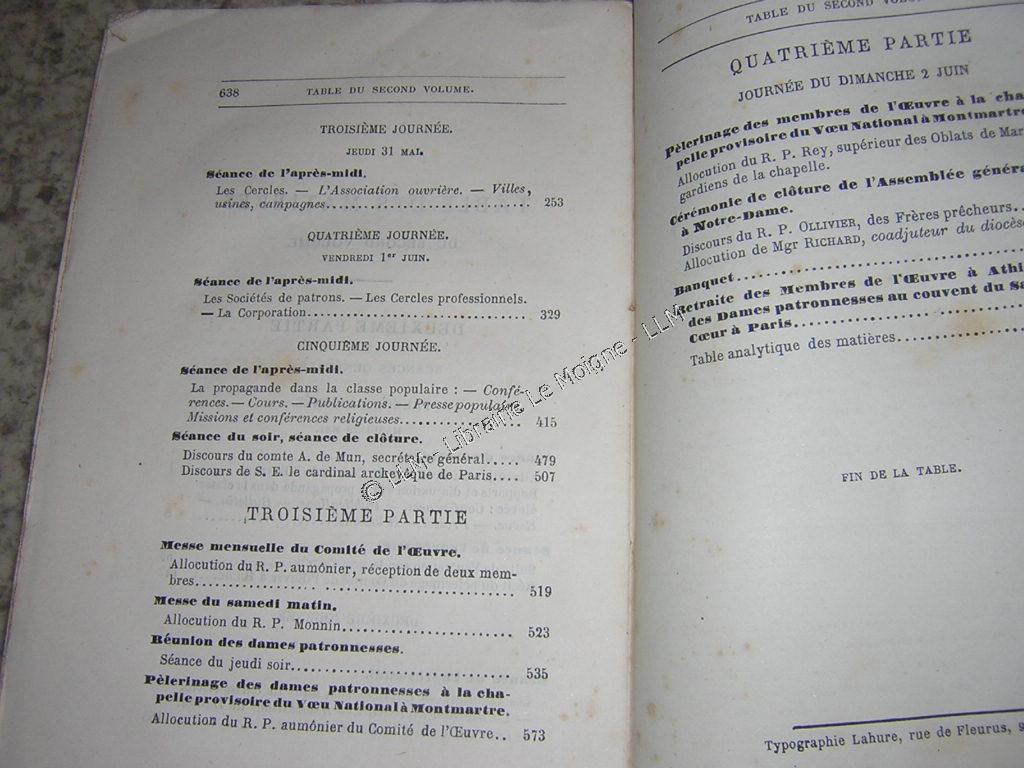 638 TABLE DU SECOND VOLUME.
TROISIÈME JOURNÉE.
JEUDI 31 MAI.
Séance de l'après-midi.
Les Cercles. — L'Association ouvrière. — Villes,
usines, campagnes................................ 253
QUATRIÈME JOURNÉE.
VENDREDI 1er JUIN.
Séance de l'après-midi.
Les Sociétés de patrons. — Les Cercles professionnels.
— La Corporation................................ 329
CINQUIÈME JOURNÉE.
Séance de l'après-midi.
La propagande dans la classe populaire : — Confé-
rences. — Cours. — Publications. — Presse populaire.
Missions et conférences religieuses.................. 415
Séance du soir, séance de clôture.
Discours du comte A. de Mun, secrétaire général..... 479
Discours de S. E. le cardinal archevêque de Paris.... 507
TROISIÈME PARTIE
Messe mensuelle du Comité de l'Œuvre.
Allocution du R. P. aumônier, réception de deux mem-
bres.......................................... 519
Messe du samedi matin.
Allocution du R. P. Monnin....................... 523
Réunion des dames patronnesses.
Séance du jeudi soir............................. 535
Pèlerinage des dames patronnesses à la cha-
pelle provisoire du Vœu National à Montmartre.
Allocution du R. P. aumônier du Comité de l'Œuvre.. 573
TABLE DU SECOND
QUATRIÈME PARTIE
JOURNÉE DU DIMANCHE 2 JUIN
Pèlerinage des membres de l'Œuvre à la cha-
pelle provisoire du Vœu National à Montmartre
Allocution du R. P. Rey, supérieur des Oblats de Mar
gardiens de la chapelle.
Cérémonie de clôture de l'Assemblée généra
à Notre-Dame.
Discours du R. P. OLLIVIER, des Frères prêcheurs..
Allocution de Mgr RICHARD, coadjuteur du diocès
Banquet................................
Retraite des Membres de l'Œuvre à Athi
des Dames patronnesses au couvent du Sa
Cœur à Paris........................
Table analytique des matières...............
FIN DE LA TABLE.
Typographie Lahure, rue de Fleurus, 9
© LLM - Librairie Le Moigne - LLM